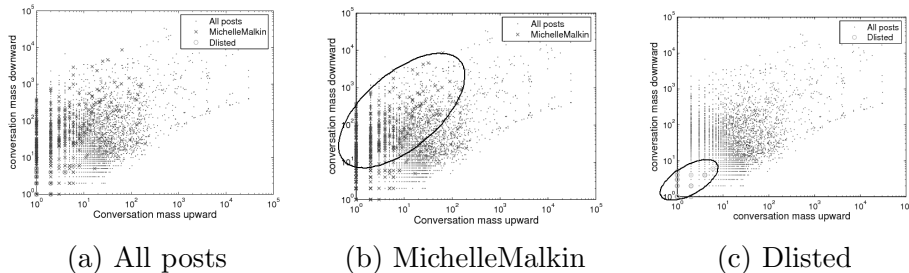 All posts
MichelleMalkin
Dlisted
conversation mass downward
10^5
10^4
10^3
10^2
10^1
10^0
10^0 10^1 10^2 10^3 10^4 10^5
Conversation mass upward
(a) All posts
All posts
MichelleMalkin
conversation mass downward
10^5
10^4
10^3
10^2
10^1
10^0
10^0 10^1 10^2 10^3 10^4 10^5
Conversation mass upward
(b) MichelleMalkin
All posts
Dlisted
conversation mass downward
10^5
10^4
10^3
10^2
10^1
10^0
10^0 10^1 10^2 10^3 10^4 10^5
conversation mass upward
(c) Dlisted